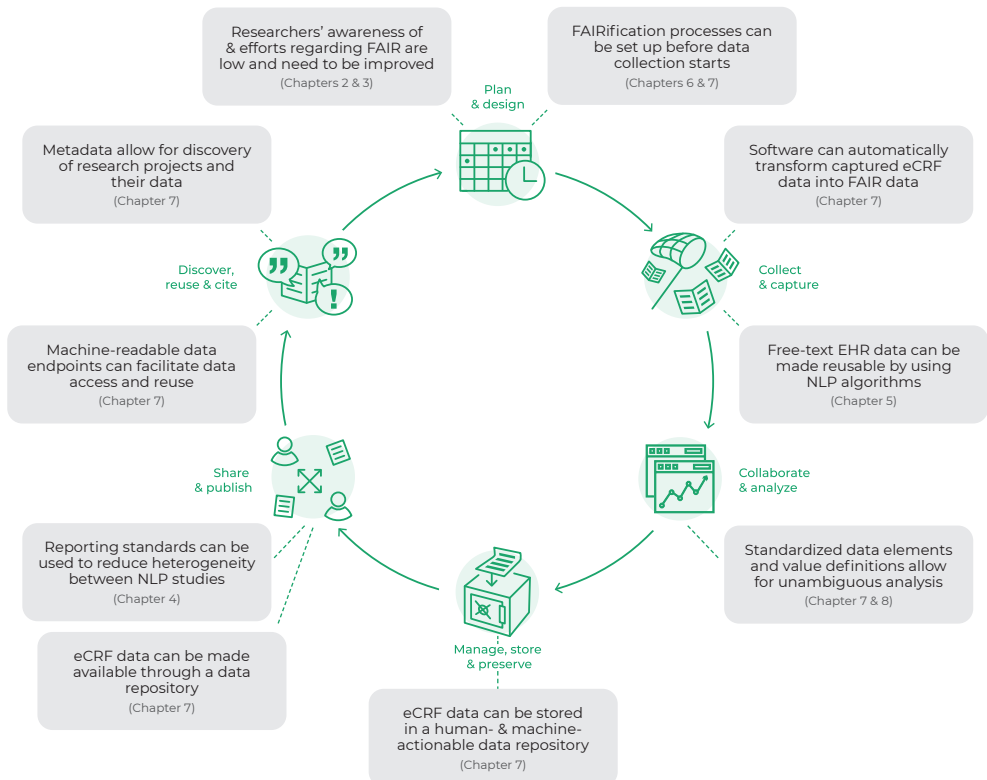 Researchers' awareness of
& efforts regarding FAIR are
low and need to be improved
(Chapters 2 & 3)
FAIRification processes can
be set up before data
collection starts
(Chapters 6 & 7)
Plan
& design
Metadata allow for discovery
of research projects and
their data
(Chapter 7)
Software can automatically
transform captured eCRF
data into FAIR data
(Chapter 7)
Discover,
reuse & cite
Collect
& capture
Machine-readable data
endpoints can facilitate data
access and reuse
(Chapter 7)
Free-text EHR data can be
made reusable by using
NLP algorithms
(Chapter 5)
Share
& publish
Collaborate
& analyze
Reporting standards can be
used to reduce heterogeneity
between NLP studies
(Chapter 4)
Standardized data elements
and value definitions allow
for unambiguous analysis
(Chapter 7 & 8)
eCRF data can be made
available through a data
repository
(Chapter 7)
Manage, store
& preserve
eCRF data can be stored
in a human- & machine-
actionable data repository
(Chapter 7)